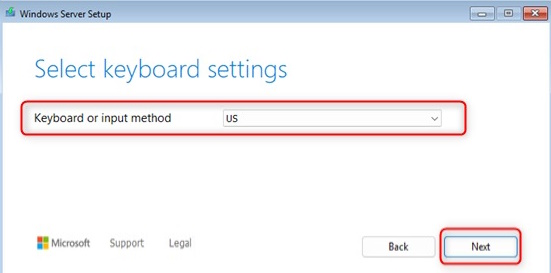 Windows Server Setup
Select keyboard settings
Keyboard or input method US
Microsoft Support Legal Back Next